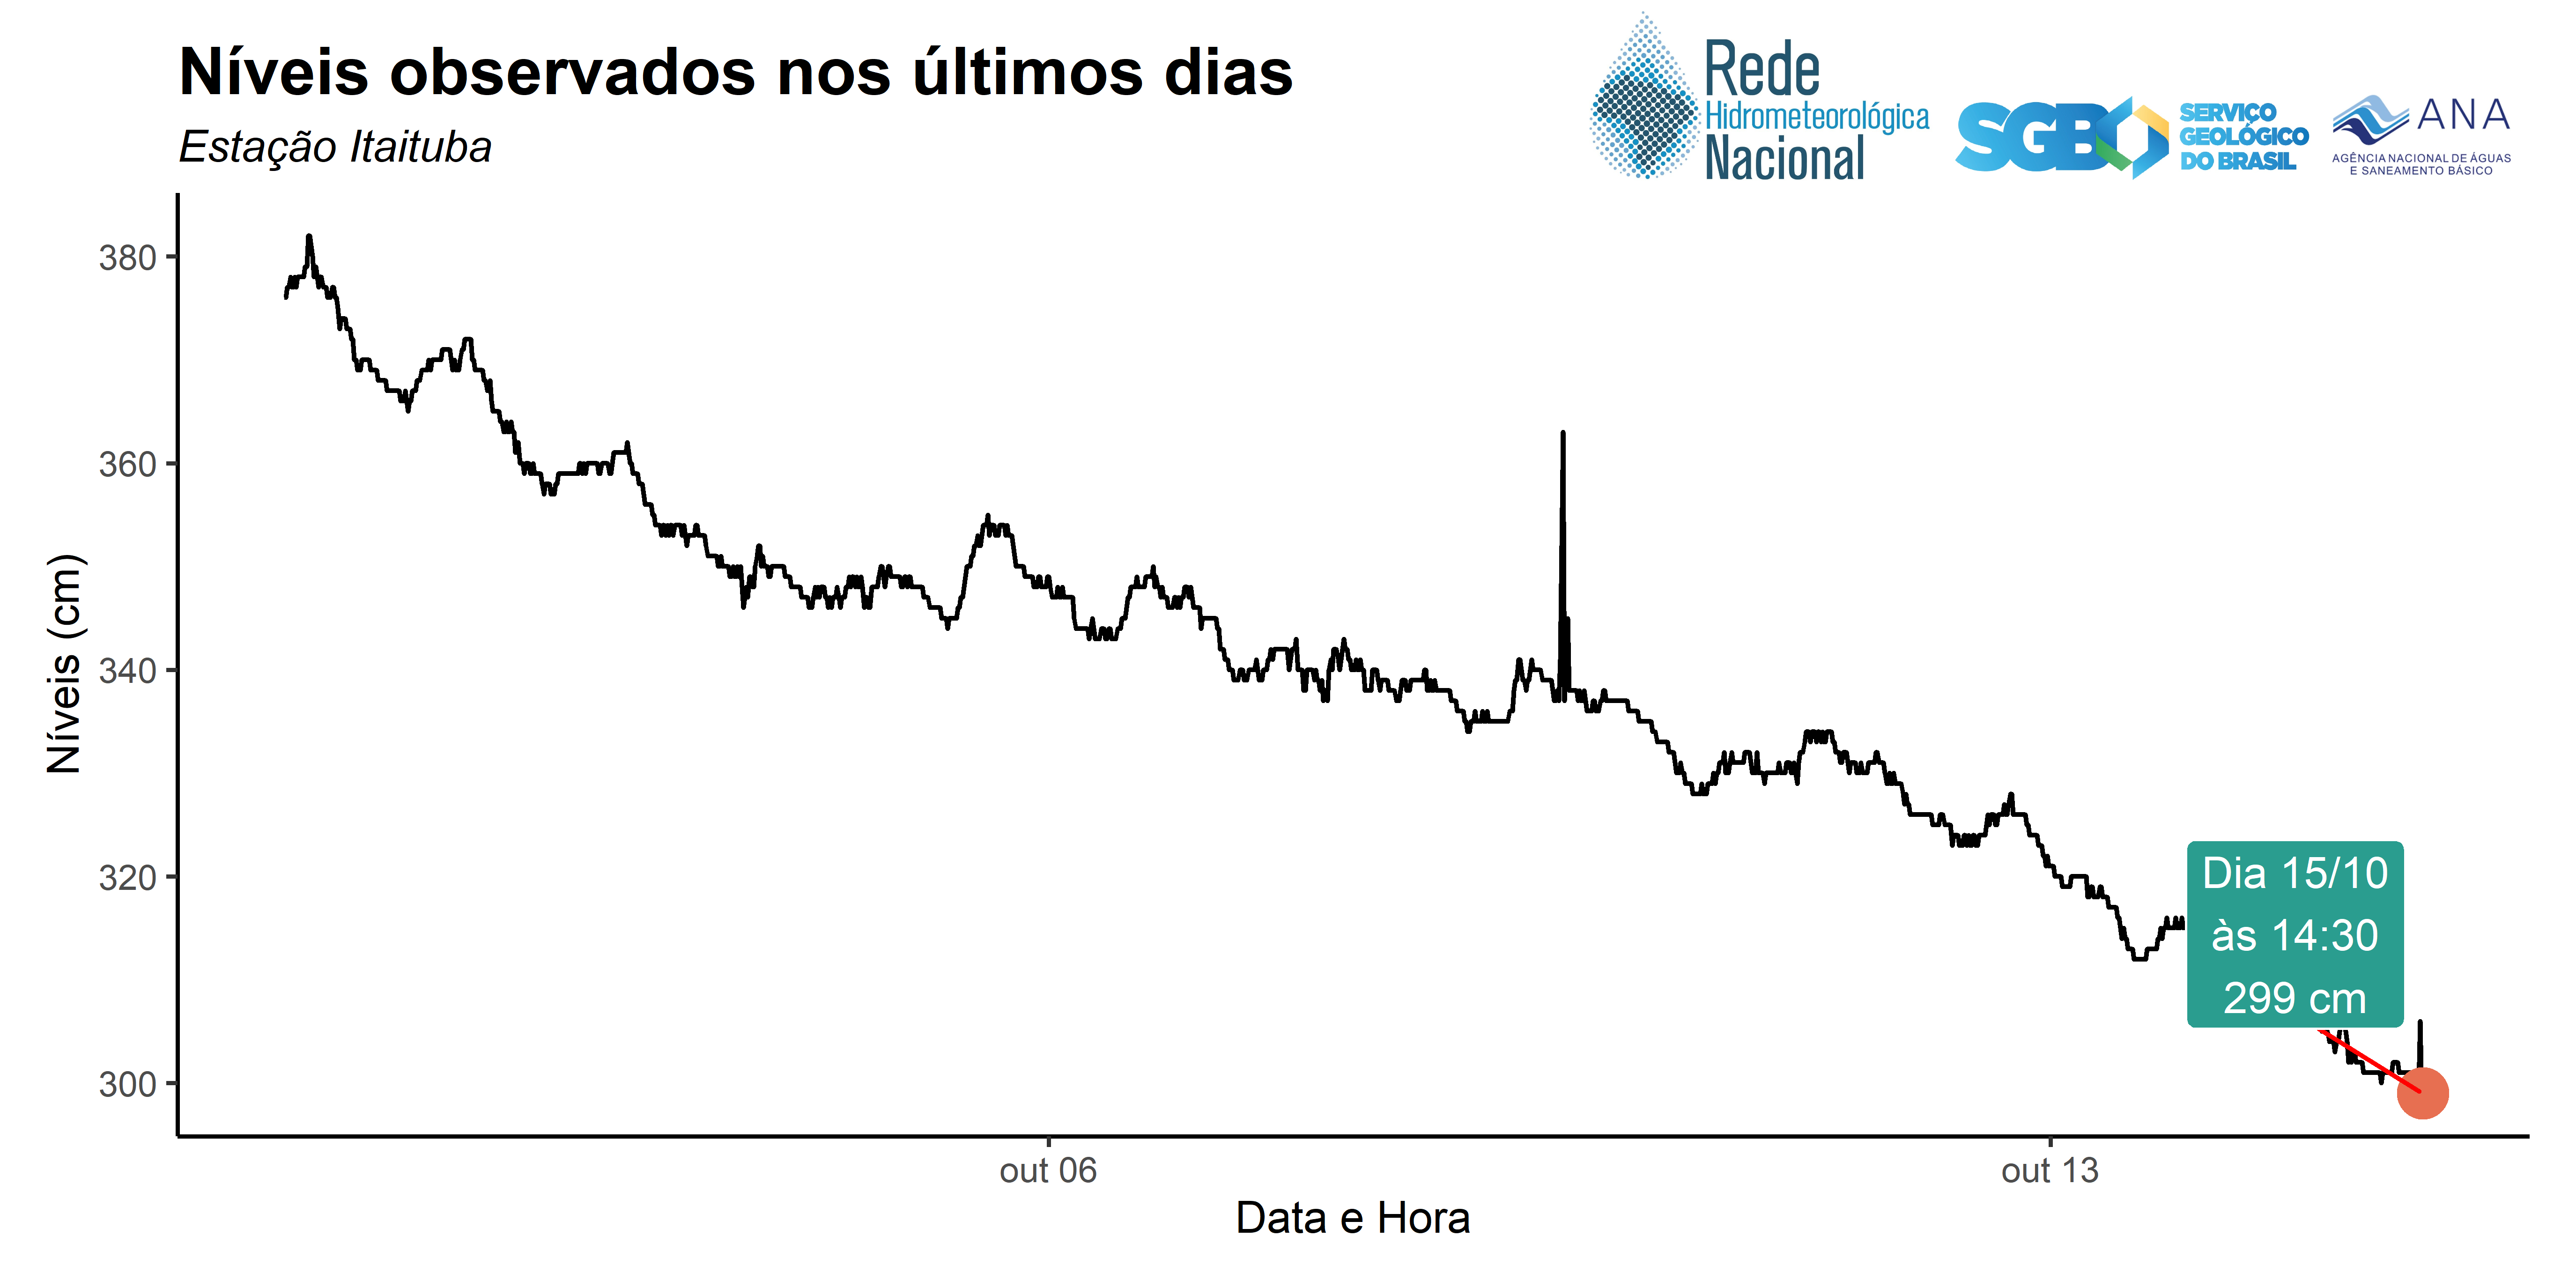 Níveis observados nos últimos dias
Estação Itaituba
Rede
Hidrometeorológica
Nacional
SGB
SERVIÇO
GEOLÓGICO
DO BRASIL
ANA
AGÊNCIA NACIONAL DE ÁGUAS
E SANEAMENTO BÁSICO
Níveis (cm)
380
360
340
320
300
Dia 15/10
às 14:30
299 cm
out 06
out 13
Data e Hora